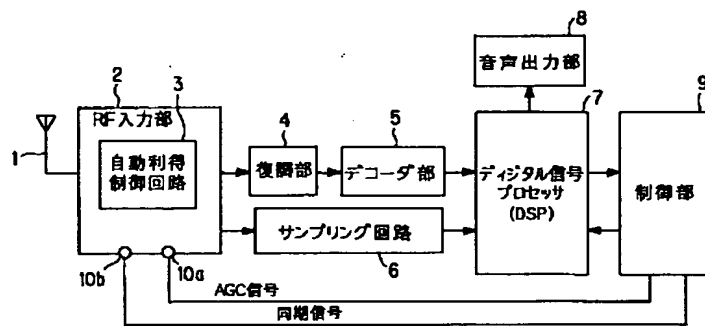 8
音声出力部
2
3
7
9
RF入力部
4
5
1
自動利得
制御回路
復調部
デコーダ部
ディジタル信号
プロセッサ
(DSP)
制御部
サンプリング回路
6
10b
10a
AGC信号
同期信号